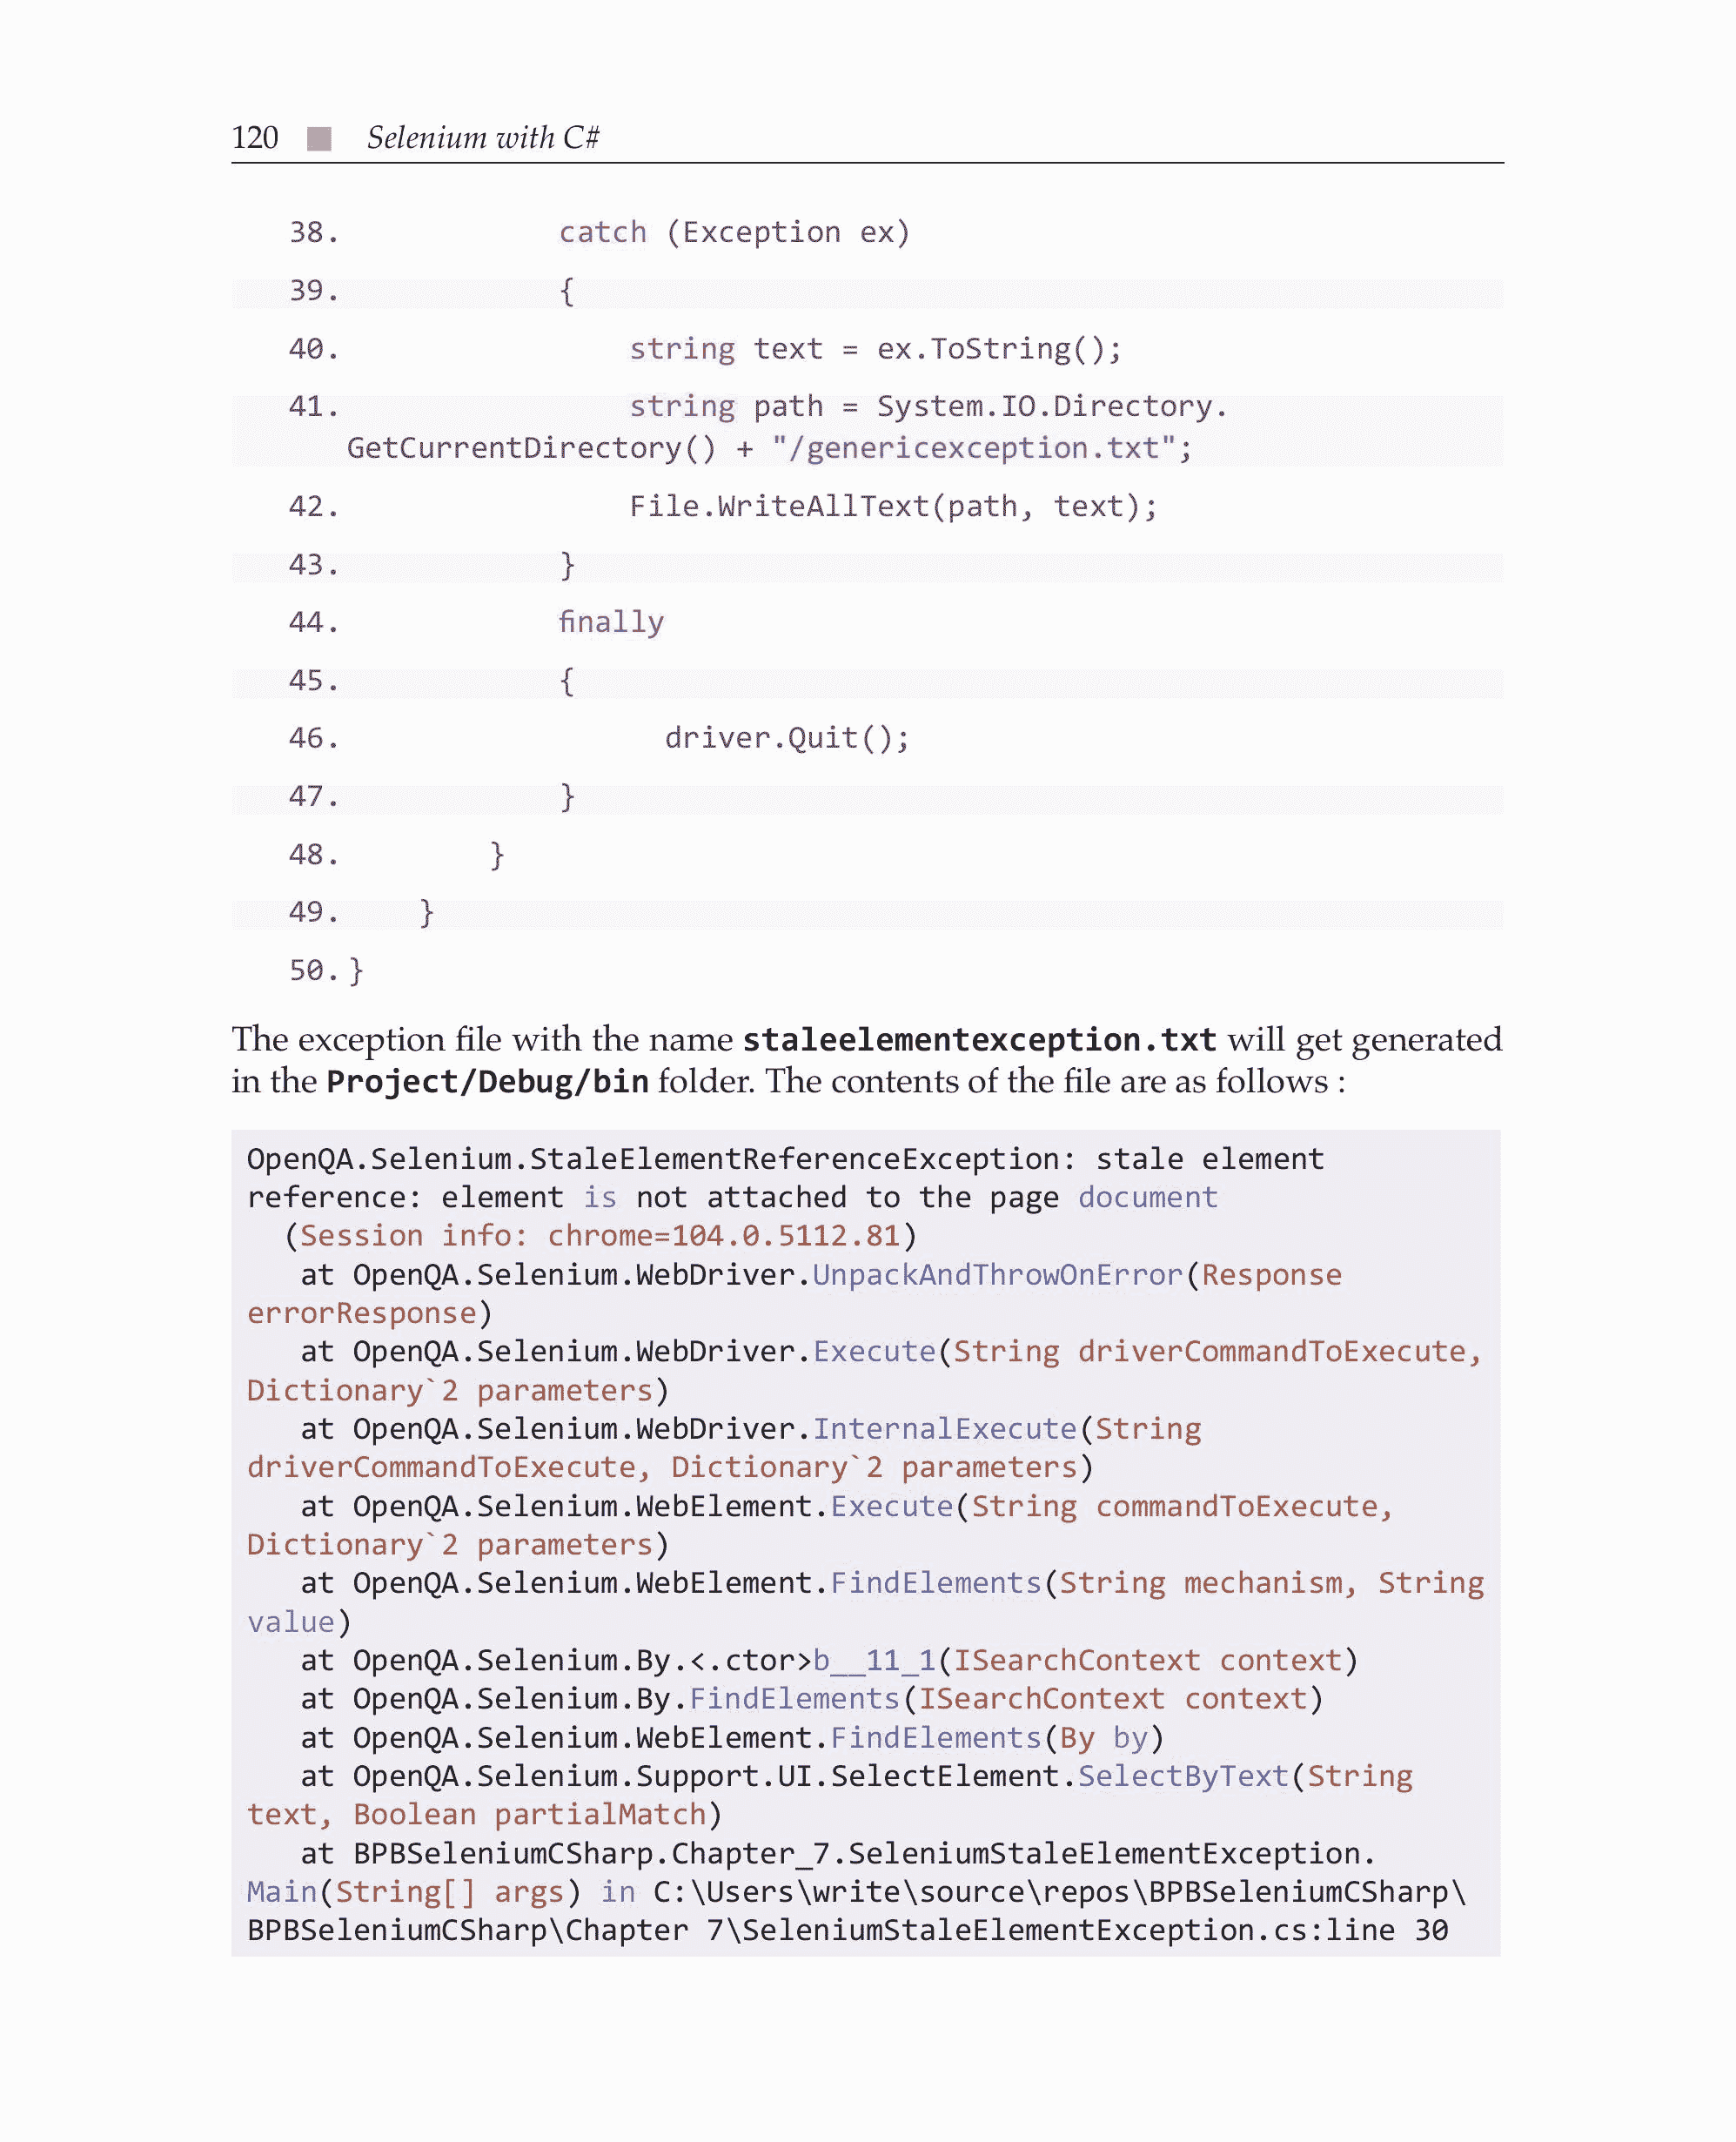 120 Selenium with C#
38. catch (Exception ex)
39. {
40. string text = ex.ToString();
41. string path = System.IO.Directory.
GetCurrentDirectory() + "/genericexception.txt";
42. File.WriteAllText(path, text);
43. }
44. finally
45. {
46. driver.Quit();
47. }
48. }
49. }
50. }
The exception file with the name staleelementexception.txt will get generated
in the Project/Debug/bin folder. The contents of the file are as follows :
OpenQA.Selenium.StaleElementReferenceException: stale element
reference: element is not attached to the page document
(Session info: chrome=104.0.5112.81)
at OpenQA.Selenium.WebDriver.UnpackAndThrowOnError(Response
errorResponse)
at OpenQA.Selenium.WebDriver.Execute(String driverCommandToExecute,
Dictionary`2 parameters)
at OpenQA.Selenium.WebDriver.InternalExecute(String
driverCommandToExecute, Dictionary`2 parameters)
at OpenQA.Selenium.WebElement.Execute(String commandToExecute,
Dictionary`2 parameters)
at OpenQA.Selenium.WebElement.FindElements(String mechanism, String
value)
at OpenQA.Selenium.By.<.ctor>b__11_1(ISearchContext context)
at OpenQA.Selenium.By.FindElements(ISearchContext context)
at OpenQA.Selenium.WebElement.FindElements(By by)
at OpenQA.Selenium.Support.UI.SelectElement.SelectByText(String
text, Boolean partialMatch)
at BPBSeleniumCSharp.Chapter_7.SeleniumStaleElementException.
Main(String[] args) in C:\Users\write\source\repos\BPBSeleniumCSharp\
BPBSeleniumCSharp\Chapter 7\SeleniumStaleElementException.cs:line 30